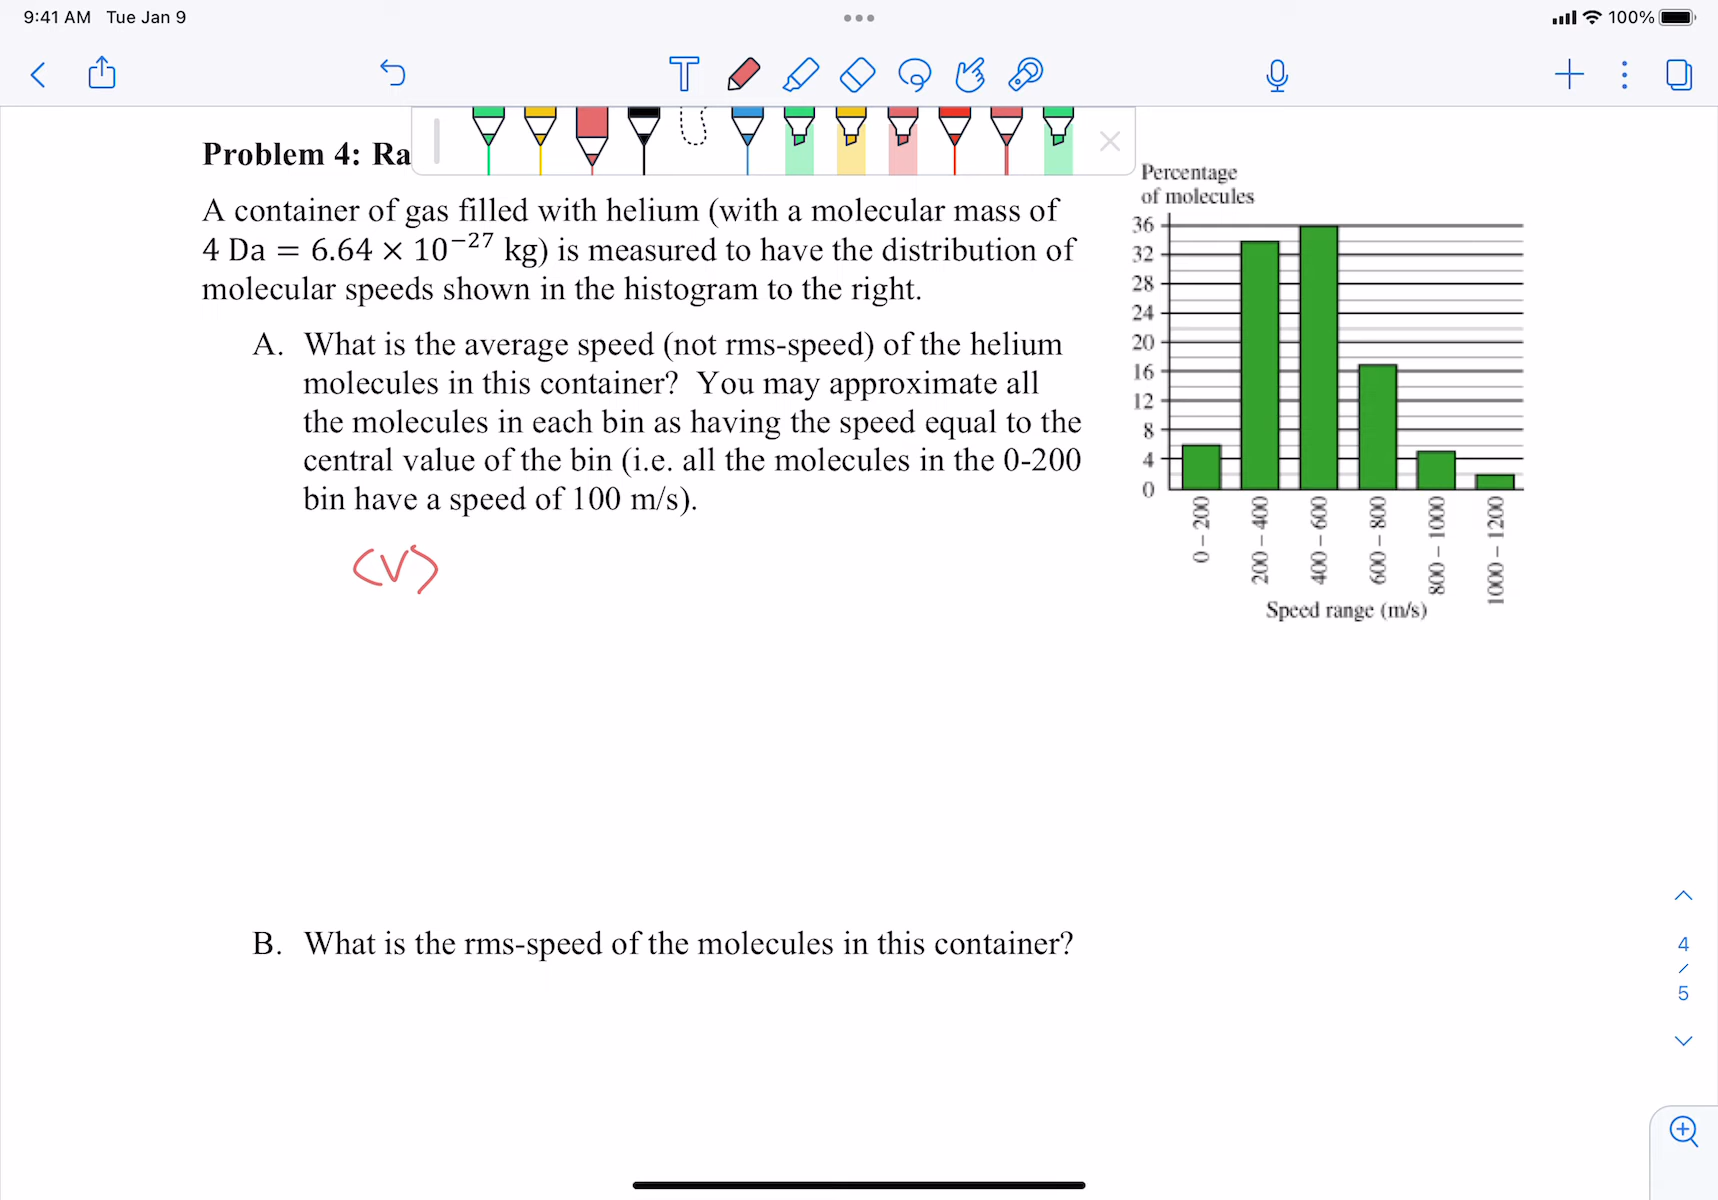 9:41 AM Tue Jan 9
100%
Problem 4: Ra
A container of gas filled with helium (with a molecular mass of
4 Da = 6.64 × 10⁻²⁷ kg) is measured to have the distribution of
molecular speeds shown in the histogram to the right.
A. What is the average speed (not rms-speed) of the helium
molecules in this container? You may approximate all
the molecules in each bin as having the speed equal to the
central value of the bin (i.e. all the molecules in the 0-200
bin have a speed of 100 m/s).
⟨v⟩
Percentage
of molecules
36
32
28
24
20
16
12
8
4
0
0 – 200
200 – 400
400 – 600
600 – 800
800 – 1000
1000 – 1200
Speed range (m/s)
B. What is the rms-speed of the molecules in this container?
4
/
5